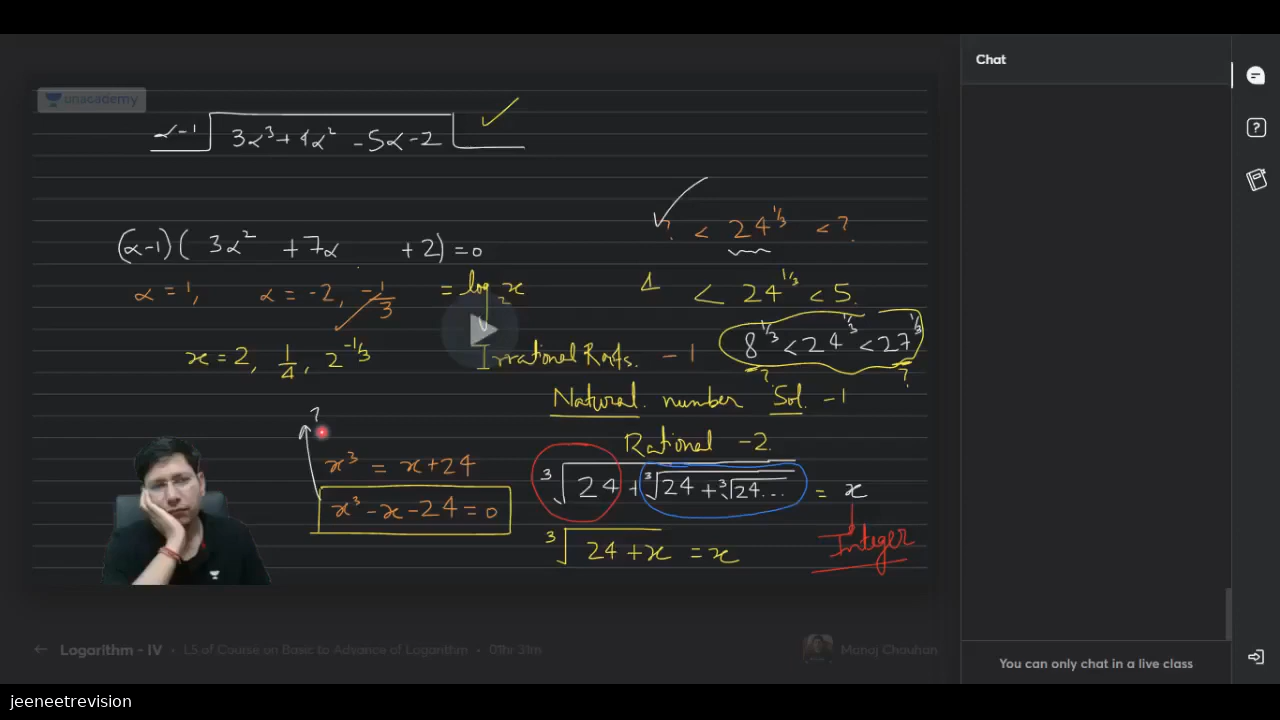 Chat
unacademy
α-1 3α³ + 4α² - 5α - 2
? < 24^1/3 < ?
(α-1)( 3α² + 7α + 2) = 0
α = 1, α = -2, -1/3 = log₂x
< 24^1/3 < 5.
8^1/3 < 24^1/3 < 27^1/3
? ?
x = 2, 1/4, 2^-1/3
Irrational Roots. - 1
Natural number Sol. - 1
?
Rational - 2.
x³ = x + 24
∛24 + ∛24 + ∛24... = x
x³ - x - 24 = 0
Integer
∛24 + x = x
Logarithm - IV • L5 of Course on Basic to Advance of Logarithm • 01hr 31m
Manoj Chauhan
You can only chat in a live class
jeeneetrevision